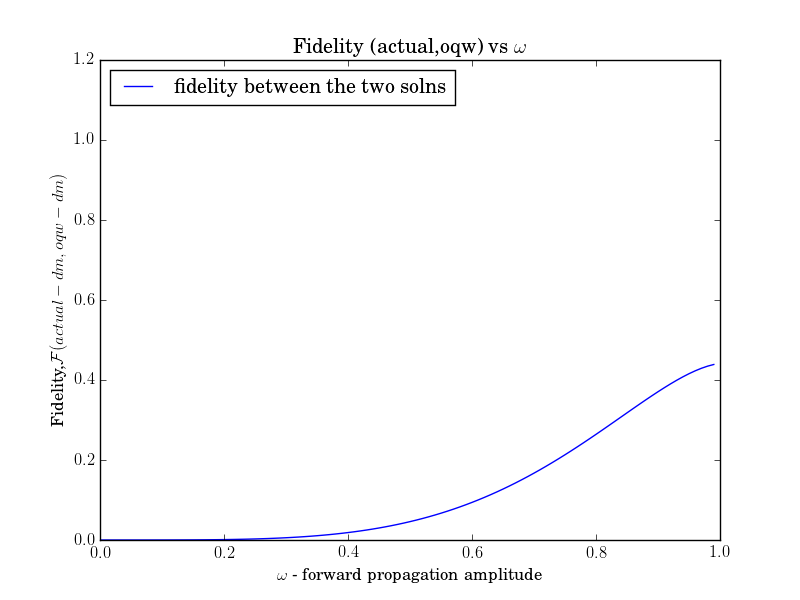 Fidelity (actual,oqw) vs ω
fidelity between the two solns
Fidelity,ℱ(actual − dm, oqw − dm)
1.2
1.0
0.8
0.6
0.4
0.2
0.0
0.0 0.2 0.4 0.6 0.8 1.0
ω - forward propagation amplitude